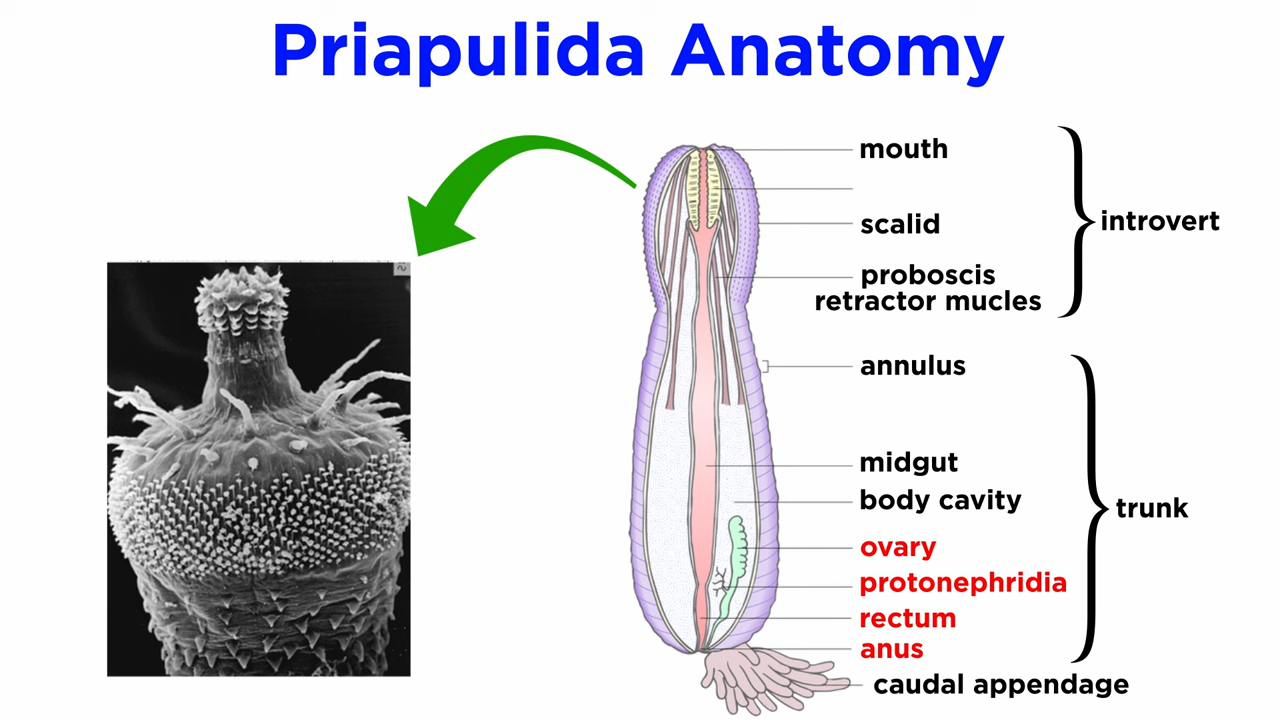 Priapulida Anatomy
mouth
scalid
proboscis
retractor mucles
introvert
annulus
midgut
body cavity
ovary
protonephridia
rectum
anus
trunk
caudal appendage